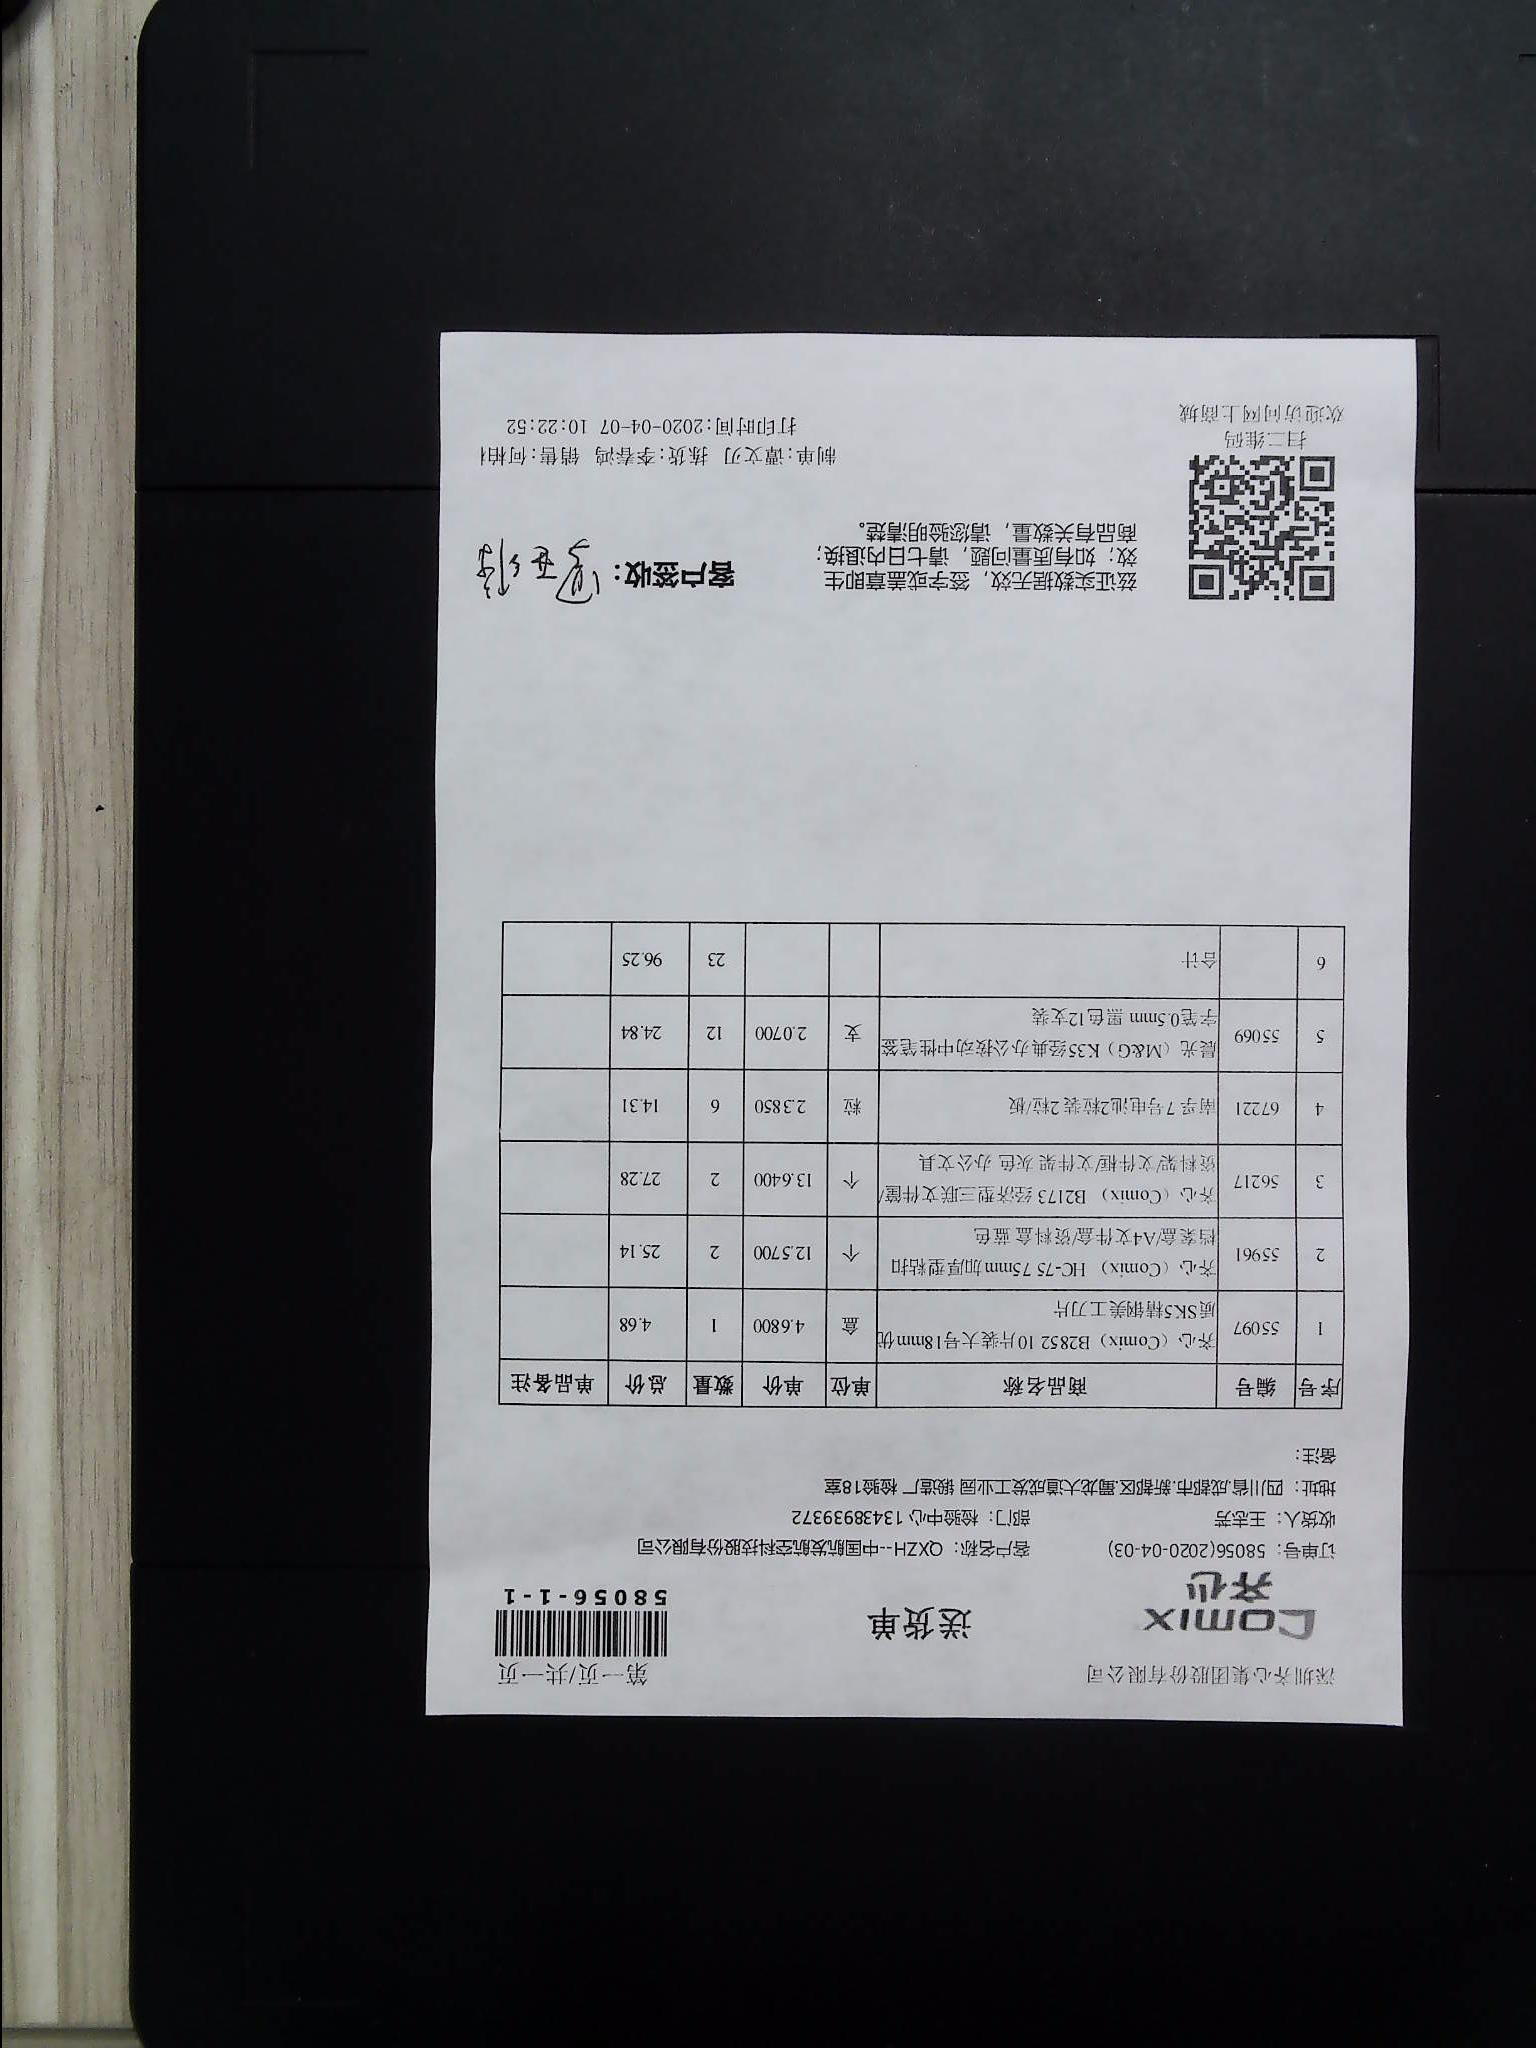 深圳齐心集团股份有限公司
第一页/共一页
comix
齐心
送货单
58056-1-1
订单号：58056(2020-04-03) 客户名称：QXZH--中国航发航空科技股份有限公司
收货人：王志芳 部门：检验中心 13438939372
地址：四川省.成都市.新都区.蜀龙大道成发工业园 锻造厂 检验18室
备注：
序号 编号 商品名称 单位 单价 数量 总价 单品备注
1 55097 齐心（Comix） B2852 10片装大号18mm优质SK5精钢美工刀片 盒 4.6800 1 4.68
2 55961 齐心（Comix） HC-75 75mm加厚型粘扣档案盒/A4文件盒/资料盒 蓝色 个 12.5700 2 25.14
3 56217 齐心（Comix） B2173 经济型三联文件筐/资料架/文件框/文件架 灰色 办公文具 个 13.6400 2 27.28
4 67221 南孚 7号电池2粒装 2粒/板 粒 2.3850 6 14.31
5 55069 晨光（M&G）K35经典办公按动中性笔签字笔0.5mm 黑色12支装 支 2.0700 12 24.84
6 合计 23 96.25
兹证实数据无效，签字或盖章即生
效；如有质量问题，请七日内退换；
商品有关数量，请您验明清楚。
客户签收：
扫二维码
欢迎访问网上商城
制单：谭文刃 拣货：李春鸿 销售：何柏
打印时间：2020-04-07 10:22:52